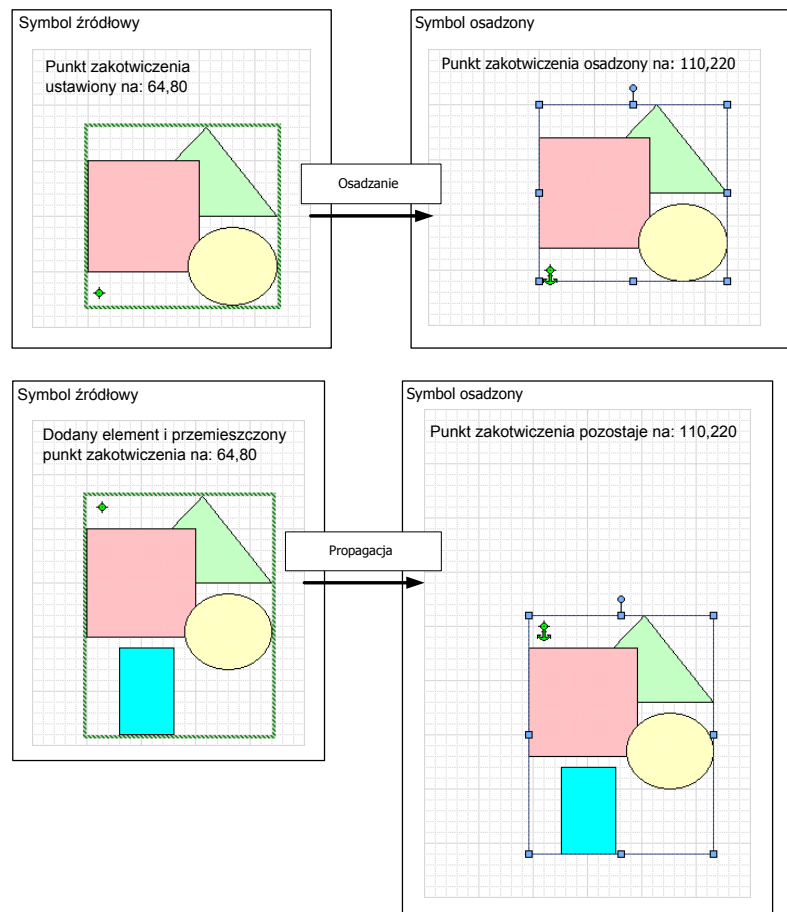 Symbol źródłowy
Punkt zakotwiczenia
ustawiony na: 64,80
Osadzanie
Symbol osadzony
Punkt zakotwiczenia osadzony na: 110,220
Symbol źródłowy
Dodany element i przemieszczony
punkt zakotwiczenia na: 64,80
Propagacja
Symbol osadzony
Punkt zakotwiczenia pozostaje na: 110,220